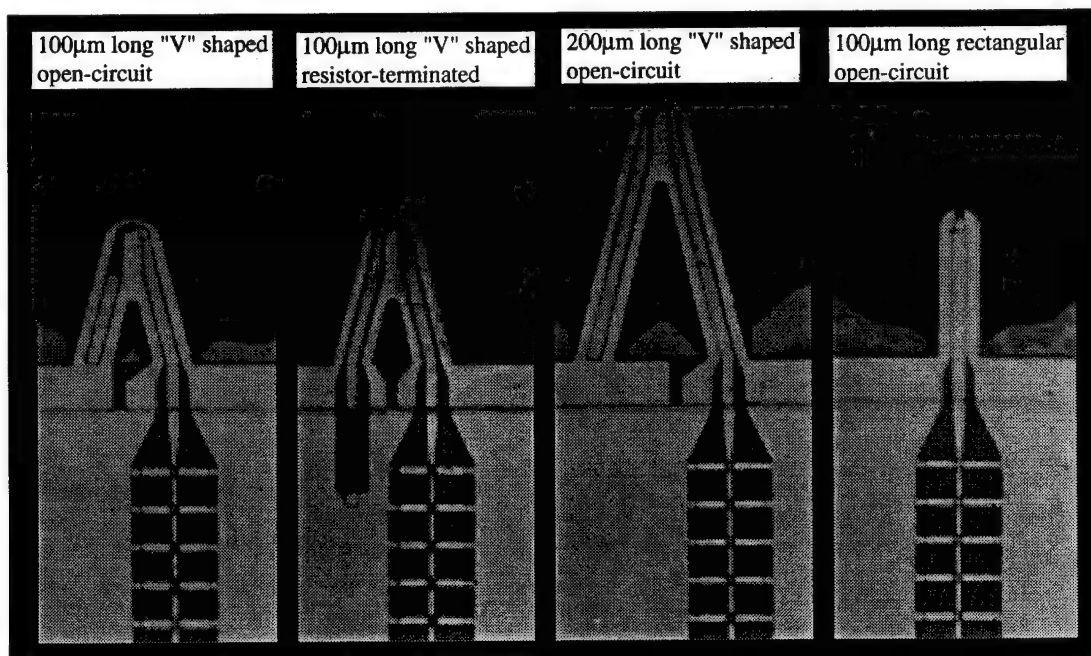 100μm long "V" shaped
open-circuit
100μm long "V" shaped
resistor-terminated
200μm long "V" shaped
open-circuit
100μm long rectangular
open-circuit